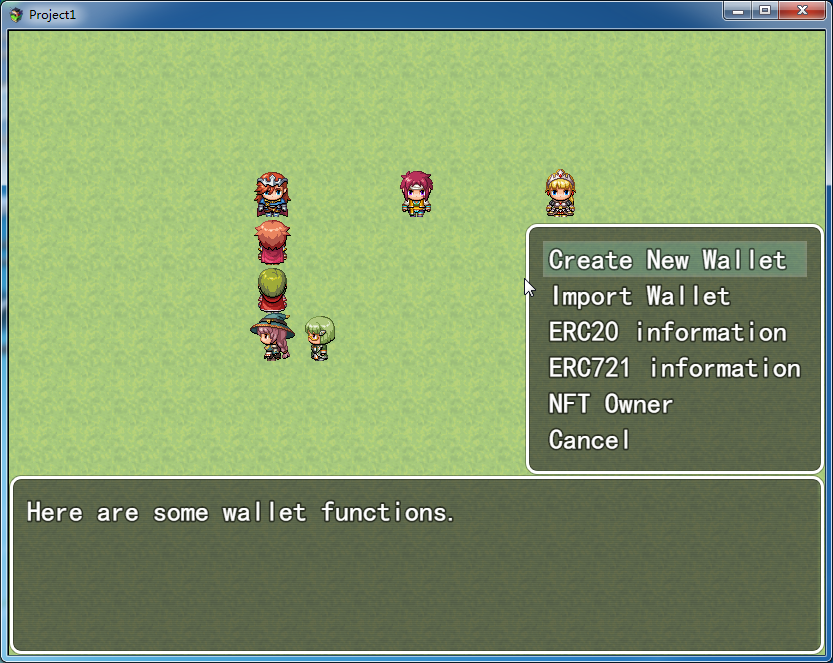 Project1
Create New Wallet
Import Wallet
ERC20 information
ERC721 information
NFT Owner
Cancel
Here are some wallet functions.